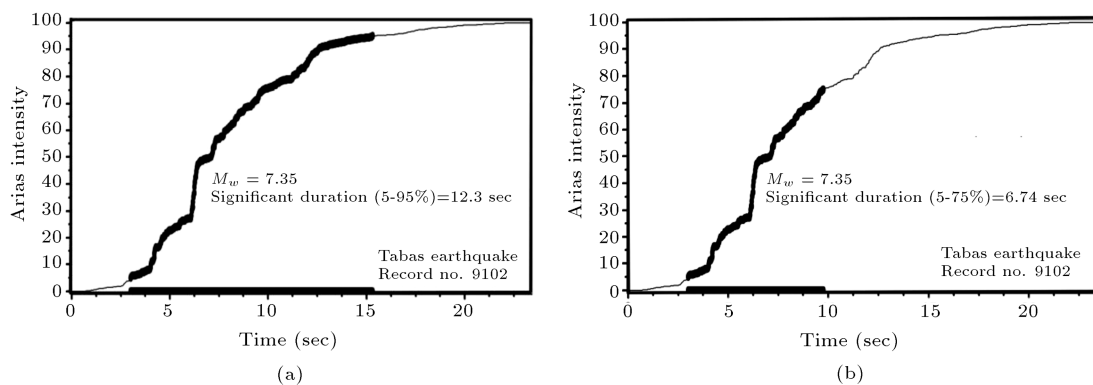 100
90
80
70
60
50
40
30
20
10
0
Arias intensity
M_w = 7.35
Significant duration (5-95%)=12.3 sec
Tabas earthquake
Record no. 9102
0 5 10 15 20
Time (sec)
(a)
100
90
80
70
60
50
40
30
20
10
0
Arias intensity
M_w = 7.35
Significant duration (5-75%)=6.74 sec
Tabas earthquake
Record no. 9102
0 5 10 15 20
Time (sec)
(b)